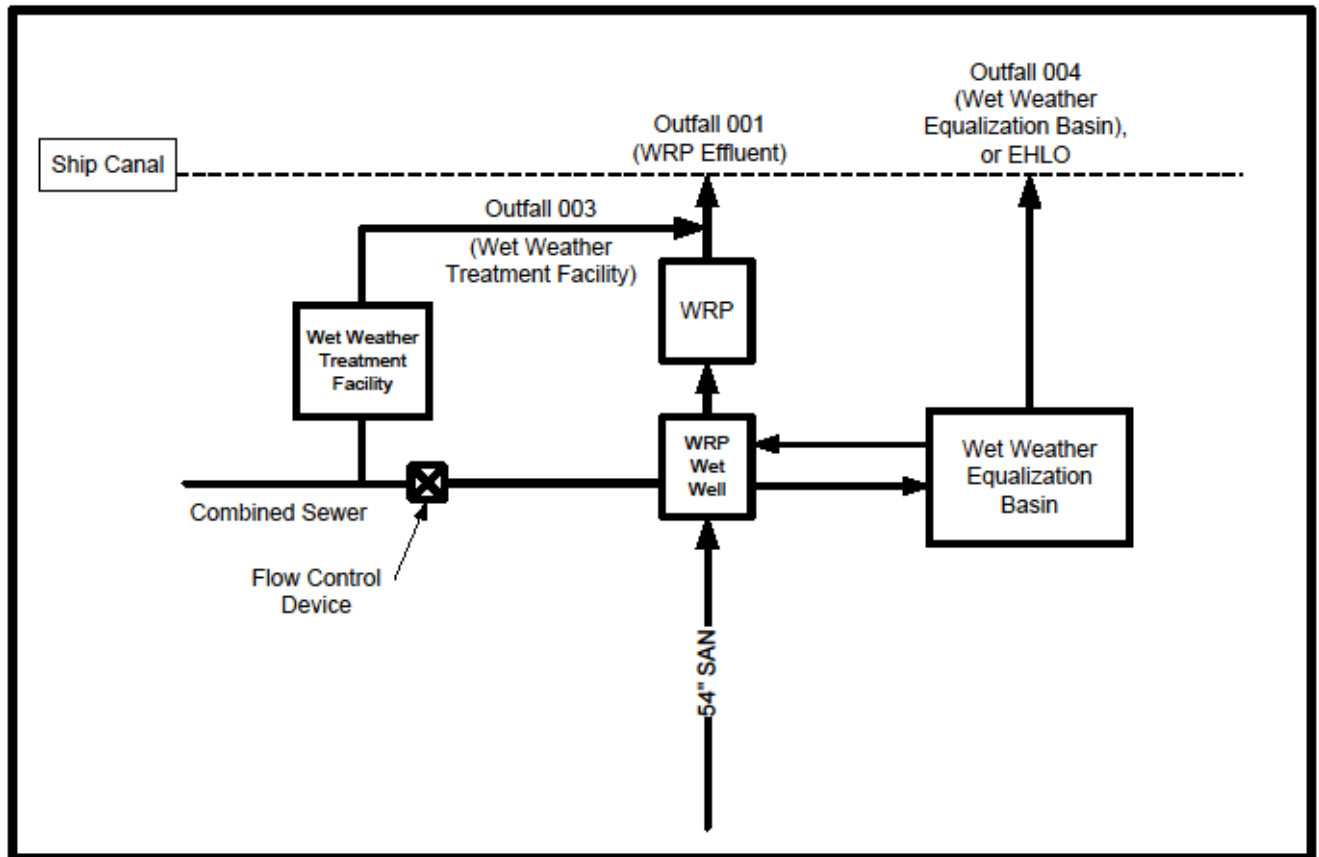 Outfall 004
(Wet Weather
Equalization Basin),
or EHLO
Outfall 001
(WRP Effluent)
Ship Canal
Outfall 003
(Wet Weather
Treatment Facility)
WRP
Wet Weather
Treatment
Facility
WRP
Wet
Well
Wet Weather
Equalization
Basin
Combined Sewer
Flow Control
Device
54" SAN